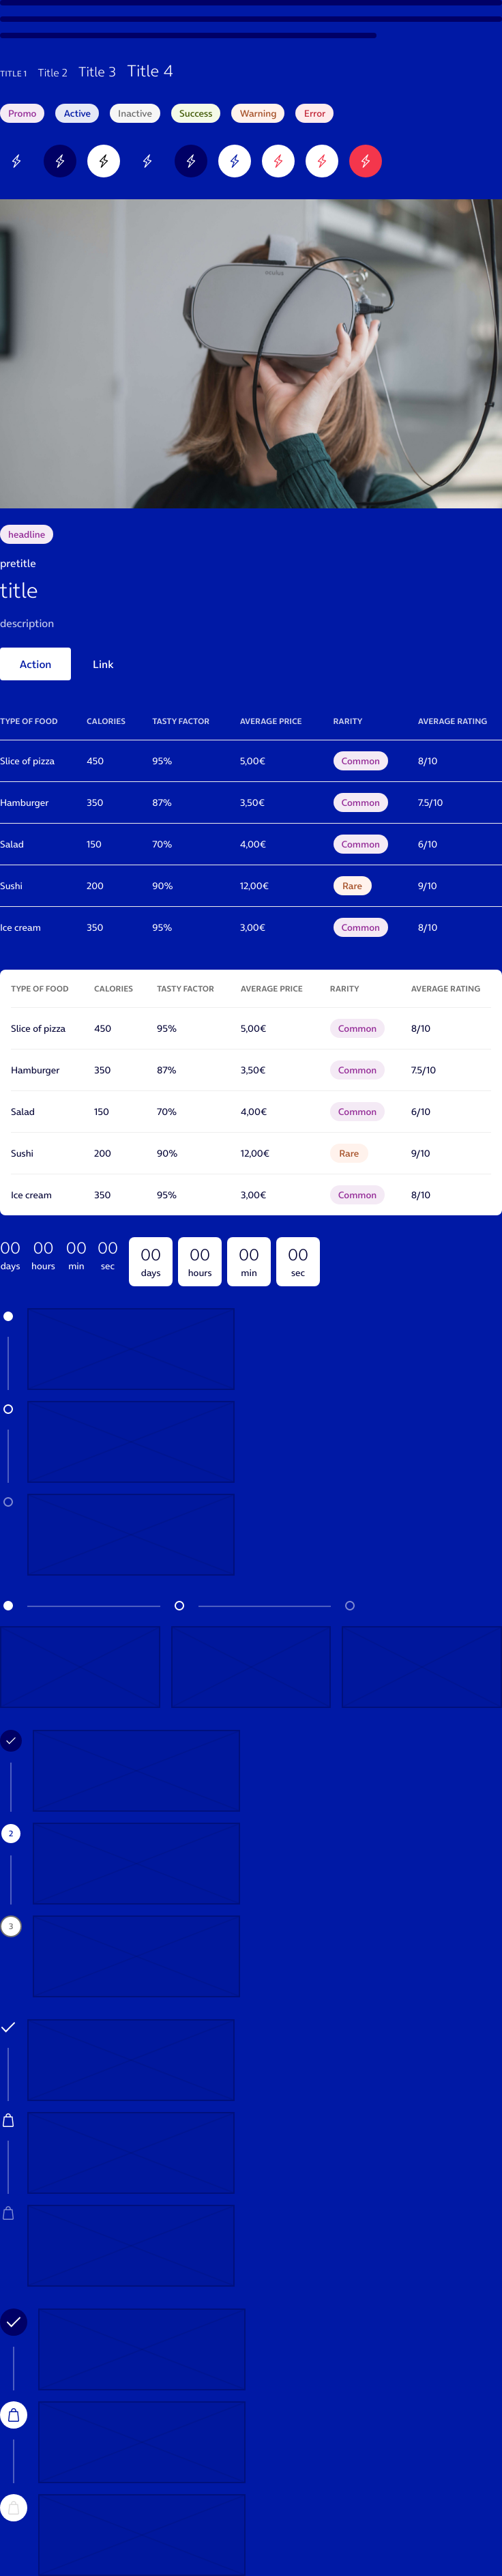 TITLE 1 Title 2 Title 3 Title 4
Promo Active Inactive Success Warning Error
oculus
headline
pretitle
title
description
Action Link
TYPE OF FOOD CALORIES TASTY FACTOR AVERAGE PRICE RARITY AVERAGE RATING
Slice of pizza 450 95% 5,00€ Common 8/10
Hamburger 350 87% 3,50€ Common 7.5/10
Salad 150 70% 4,00€ Common 6/10
Sushi 200 90% 12,00€ Rare 9/10
Ice cream 350 95% 3,00€ Common 8/10
TYPE OF FOOD CALORIES TASTY FACTOR AVERAGE PRICE RARITY AVERAGE RATING
Slice of pizza 450 95% 5,00€ Common 8/10
Hamburger 350 87% 3,50€ Common 7.5/10
Salad 150 70% 4,00€ Common 6/10
Sushi 200 90% 12,00€ Rare 9/10
Ice cream 350 95% 3,00€ Common 8/10
00 00 00 00 00 00 00 00
days hours min sec days hours min sec
2
3